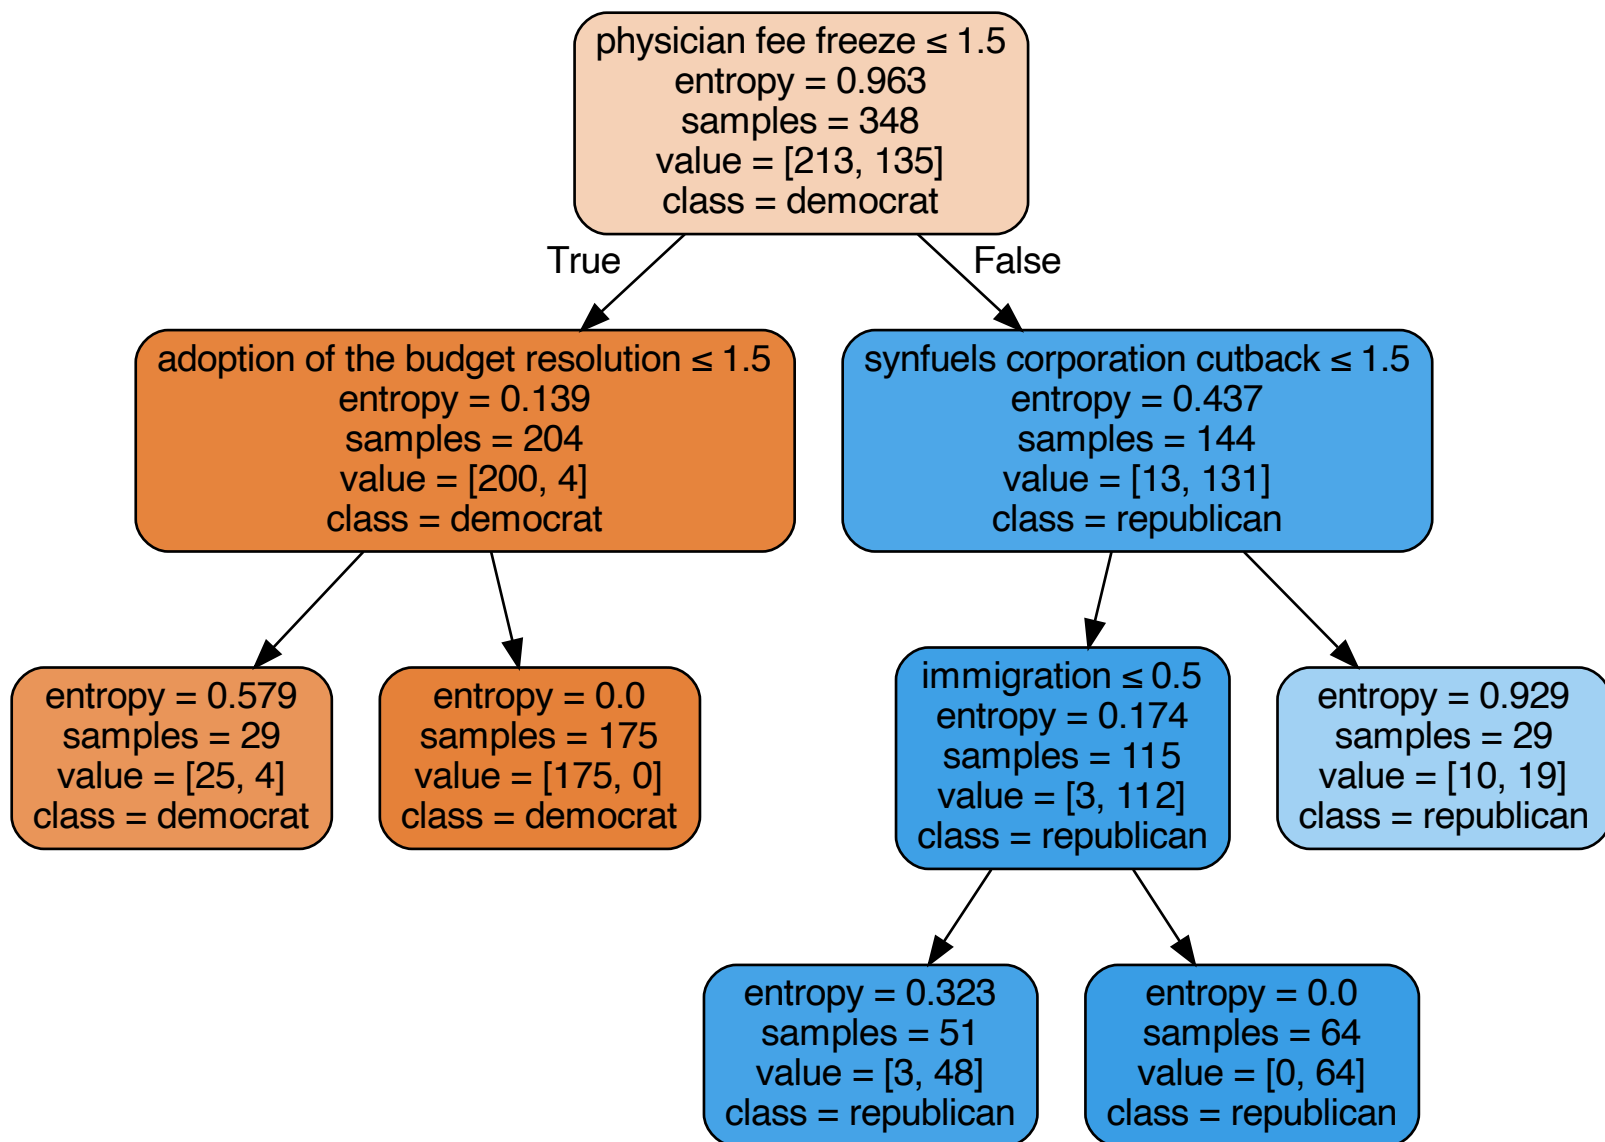 physician fee freeze ≤ 1.5
entropy = 0.963
samples = 348
value = [213, 135]
class = democrat
True
False
adoption of the budget resolution ≤ 1.5
entropy = 0.139
samples = 204
value = [200, 4]
class = democrat
synfuels corporation cutback ≤ 1.5
entropy = 0.437
samples = 144
value = [13, 131]
class = republican
entropy = 0.579
samples = 29
value = [25, 4]
class = democrat
entropy = 0.0
samples = 175
value = [175, 0]
class = democrat
immigration ≤ 0.5
entropy = 0.174
samples = 115
value = [3, 112]
class = republican
entropy = 0.929
samples = 29
value = [10, 19]
class = republican
entropy = 0.323
samples = 51
value = [3, 48]
class = republican
entropy = 0.0
samples = 64
value = [0, 64]
class = republican